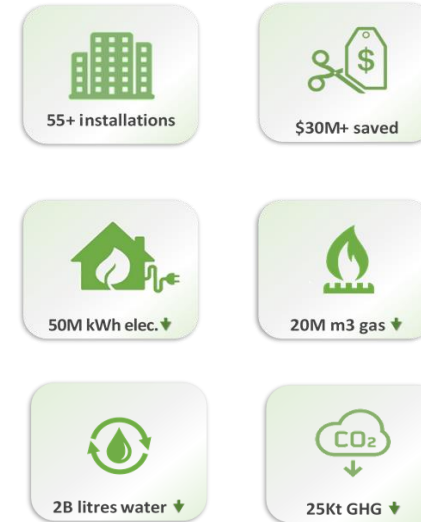 55+ installations
$
$30M+ saved
50M kWh elec.
20M m3 gas
2B litres water
CO₂
25Kt GHG